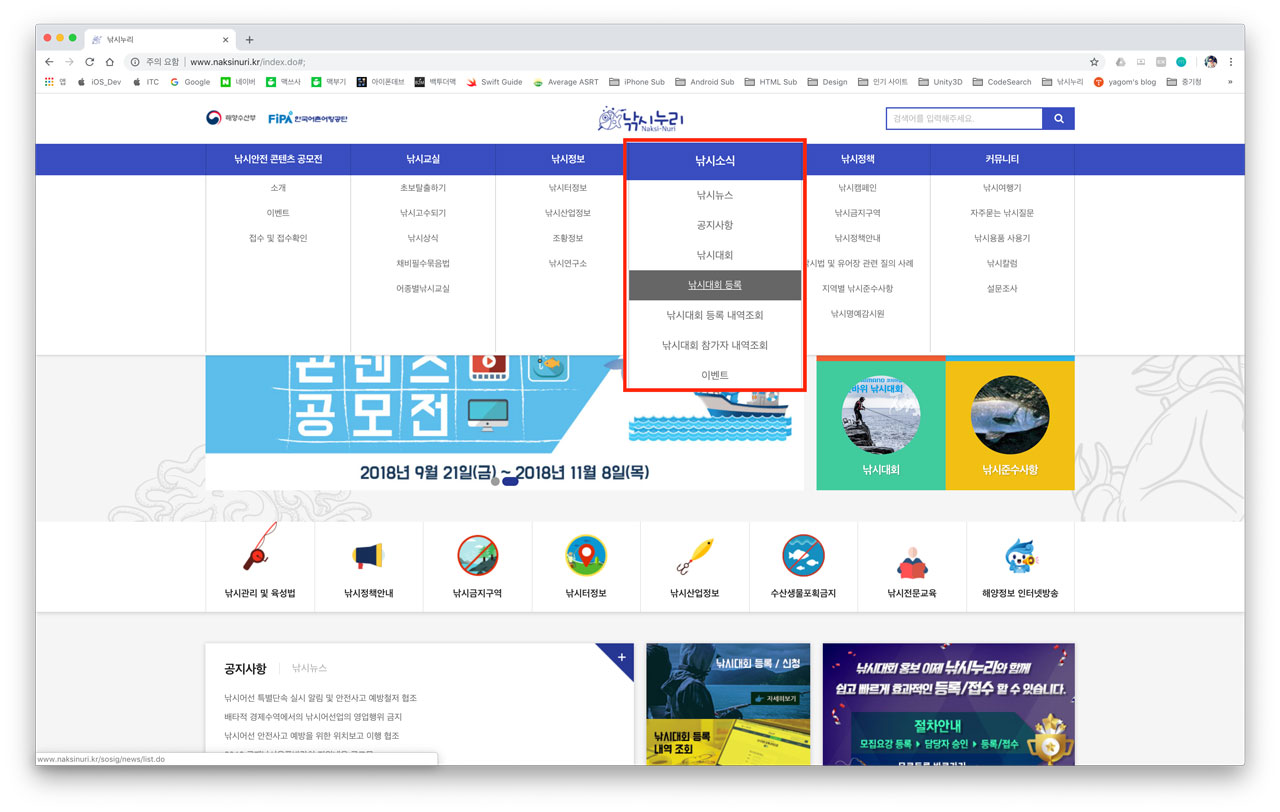 낚시누리
주의 요함 | www.naksinuri.kr/index.do#;
앱 iOS_Dev ITC Google 네이버 맥쓰사 맥부기 아이폰데브 백투더맥 Swift Guide Average ASRT iPhone Sub Android Sub HTML Sub Design 인기 사이트 Unity3D CodeSearch 낚시누리 yagom's blog 중기청 »
해양수산부 FiPA 한국어촌어항공단
낚시누리
Naksi-Nuri
검색어를 입력해주세요.
낚시안전 콘텐츠 공모전 낚시교실 낚시정보 낚시소식 낚시정책 커뮤니티
소개
이벤트
접수 및 접수확인
초보탈출하기
낚시고수되기
낚시상식
채비필수묶음법
어종별낚시교실
낚시터정보
낚시산업정보
조황정보
낚시연구소
낚시뉴스
공지사항
낚시대회
낚시대회 등록
낚시대회 등록 내역조회
낚시대회 참가자 내역조회
이벤트
낚시캠페인
낚시금지구역
낚시정책안내
낚시법 및 유어장 관련 질의 사례
지역별 낚시준수사항
낚시명예감시원
낚시여행기
자주묻는 낚시질문
낚시용품 사용기
낚시칼럼
설문조사
콘텐츠
공모전
2018년 9월 21일(금) ~ 2018년 11월 8일(목)
바위 낚시대회
낚시대회
낚시준수사항
낚시관리 및 육성법 낚시정책안내 낚시금지구역 낚시터정보 낚시산업정보 수산생물포획금지 낚시전문교육 해양정보 인터넷방송
공지사항 낚시뉴스 +
낚시어선 특별단속 실시 알림 및 안전사고 예방철저 협조
배타적 경제수역에서의 낚시어선업의 영업행위 금지
낚시어선 안전사고 예방을 위한 위치보고 이행 협조
낚시대회 등록 / 신청
자세히보기
낚시대회 등록
내역 조회
낚시대회 홍보 이제 낚시누리와 함께
쉽고 빠르게 효과적인 등록/접수 할 수 있습니다.
절차안내
모집요강 등록 ▶ 담당자 승인 ▶ 등록/접수
www.naksinuri.kr/sosig/news/list.do